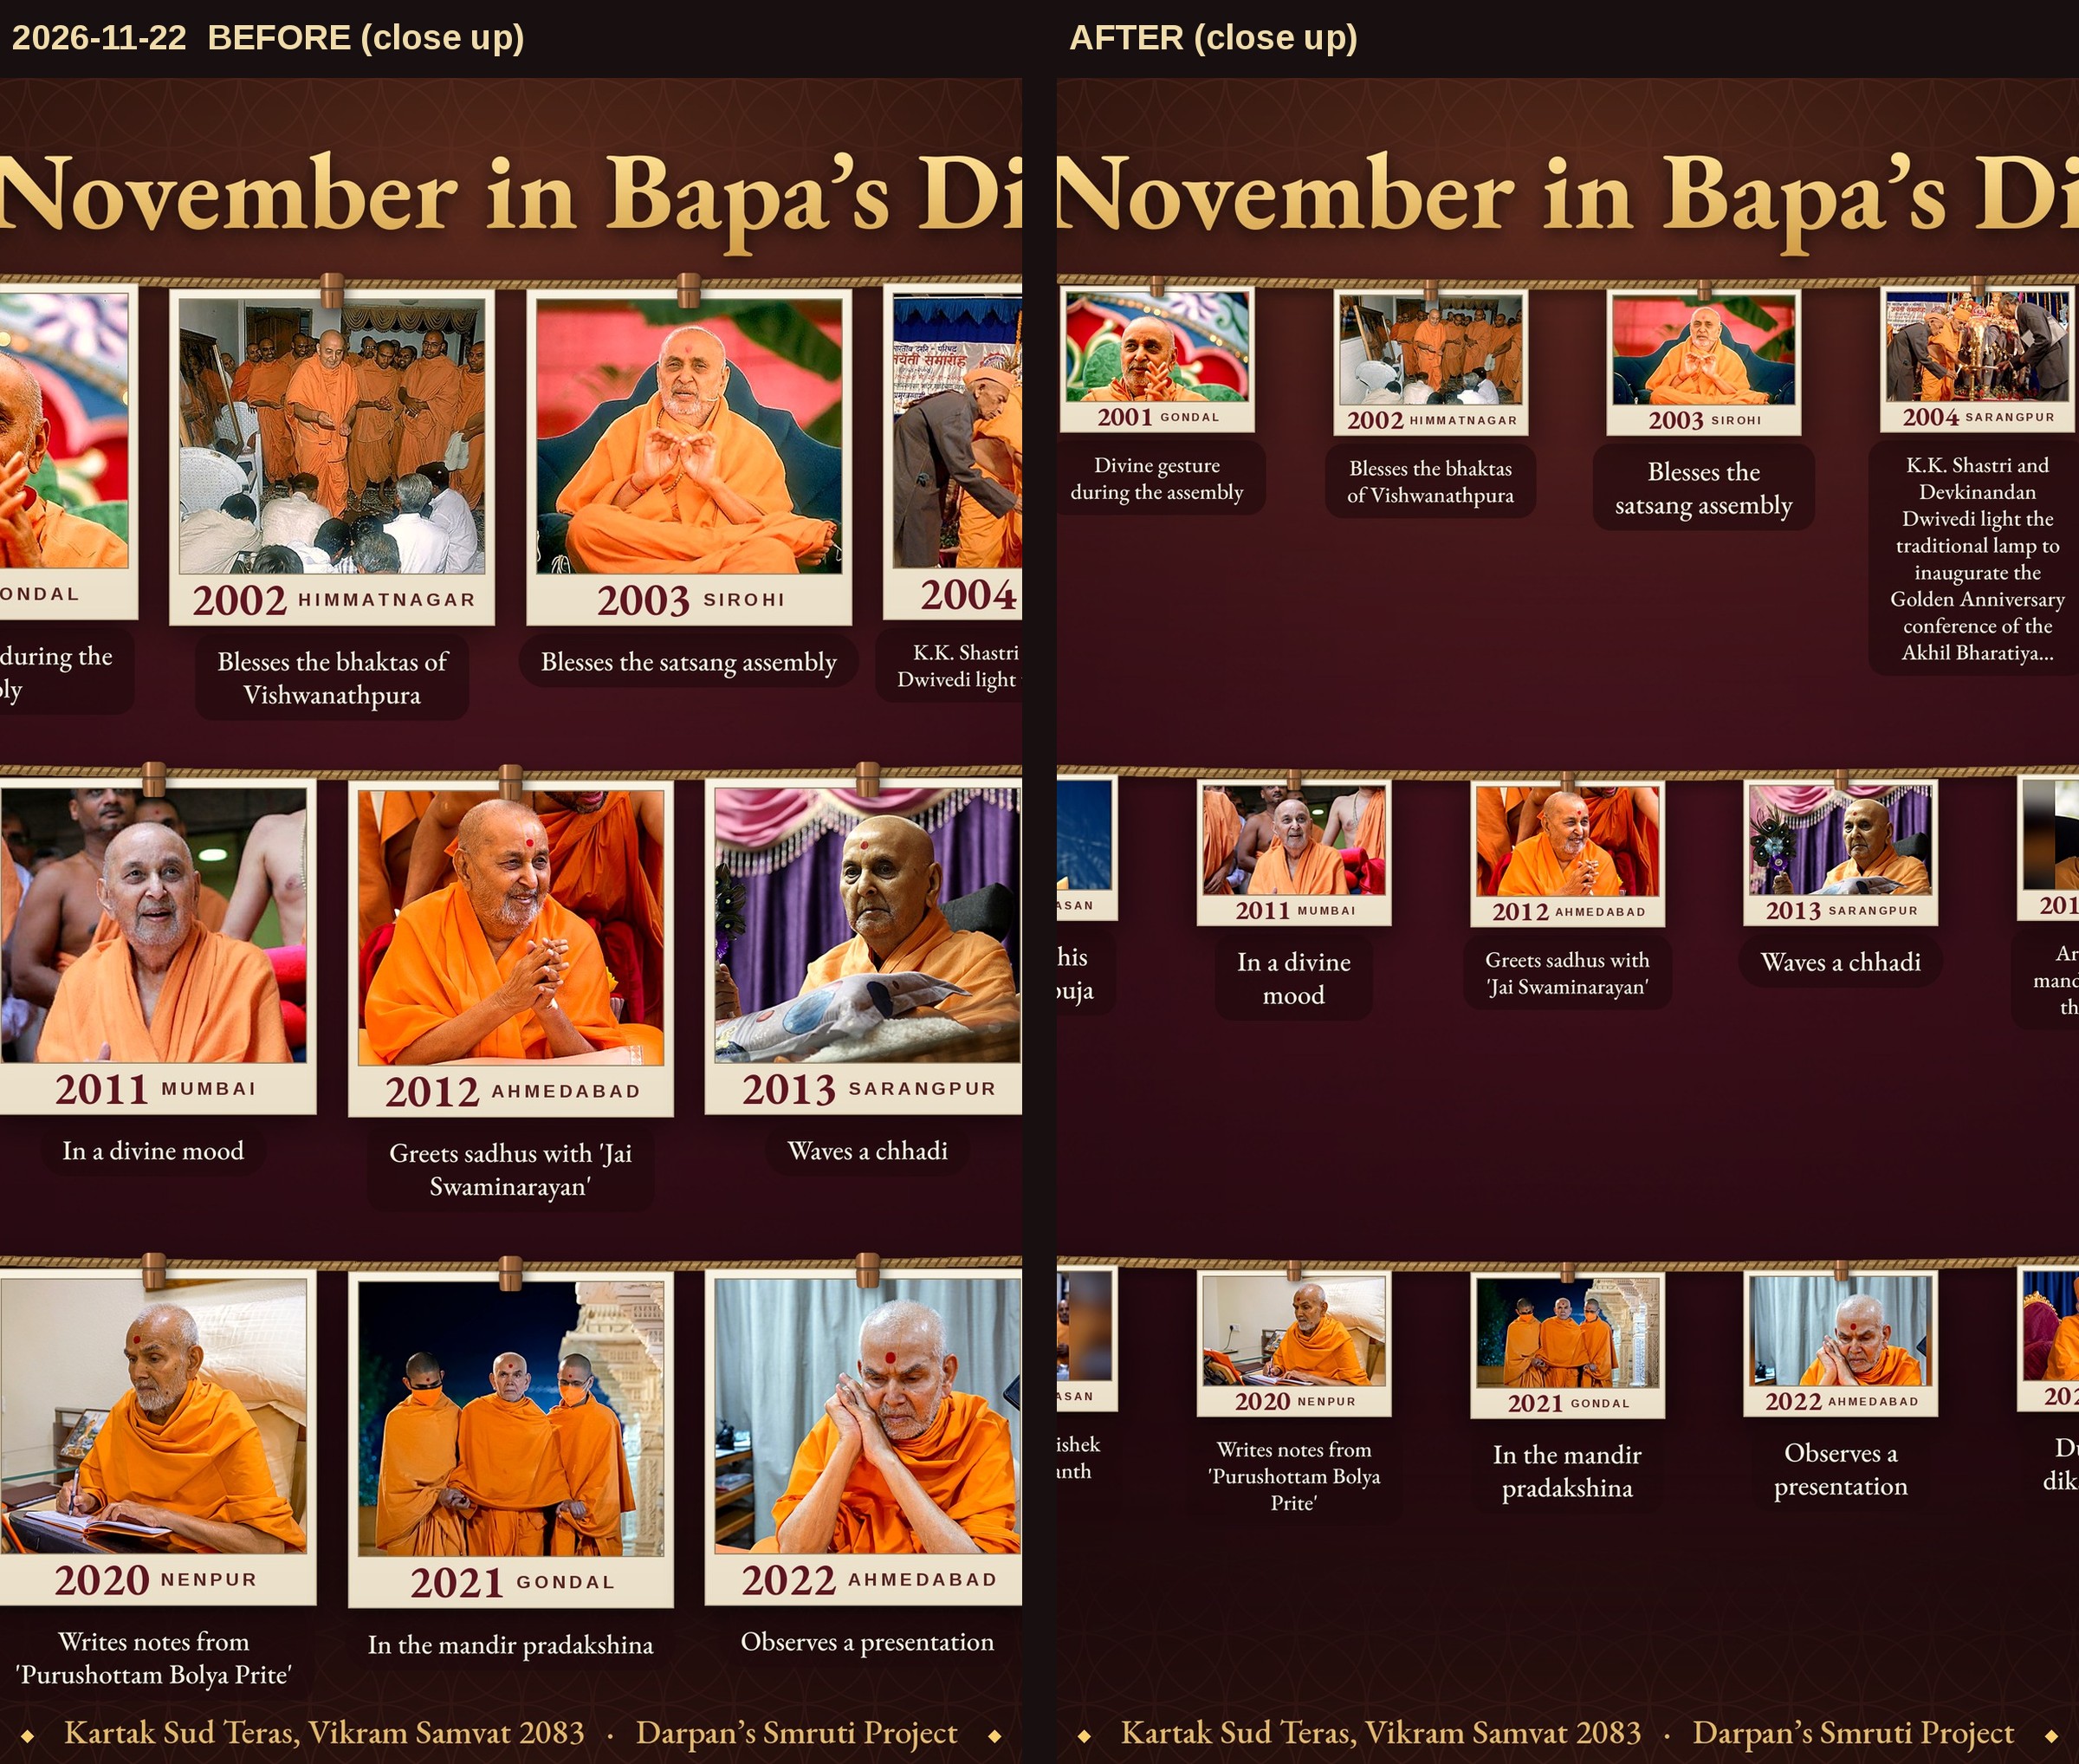 2026-11-22 BEFORE (close up)
November in Bapa’s Di
ONDAL
2002 HIMMATNAGAR
2003 SIROHI
2004
during the
Blesses the bhaktas of
Vishwanathpura
Blesses the satsang assembly
K.K. Shastri
Dwivedi light
2011 MUMBAI
2012 AHMEDABAD
2013 SARANGPUR
In a divine mood
Greets sadhus with 'Jai
Swaminarayan'
Waves a chhadi
2020 NENPUR
2021 GONDAL
2022 AHMEDABAD
Writes notes from
'Purushottam Bolya Prite'
In the mandir pradakshina
Observes a presentation
Kartak Sud Teras, Vikram Samvat 2083 · Darpan’s Smruti Project
AFTER (close up)
November in Bapa’s Di
2001 GONDAL
2002 HIMMATNAGAR
2003 SIROHI
2004 SARANGPUR
Divine gesture
during the assembly
Blesses the bhaktas
of Vishwanathpura
Blesses the
satsang assembly
K.K. Shastri and
Devkinandan
Dwivedi light the
traditional lamp to
inaugurate the
Golden Anniversary
conference of the
Akhil Bharatiya...
2011 MUMBAI
2012 AHMEDABAD
2013 SARANGPUR
his
In a divine
mood
Greets sadhus with
'Jai Swaminarayan'
Waves a chhadi
2020 NENPUR
2021 GONDAL
2022 AHMEDABAD
Writes notes from
'Purushottam Bolya
Prite'
In the mandir
pradakshina
Observes a
presentation
Kartak Sud Teras, Vikram Samvat 2083 · Darpan’s Smruti Project